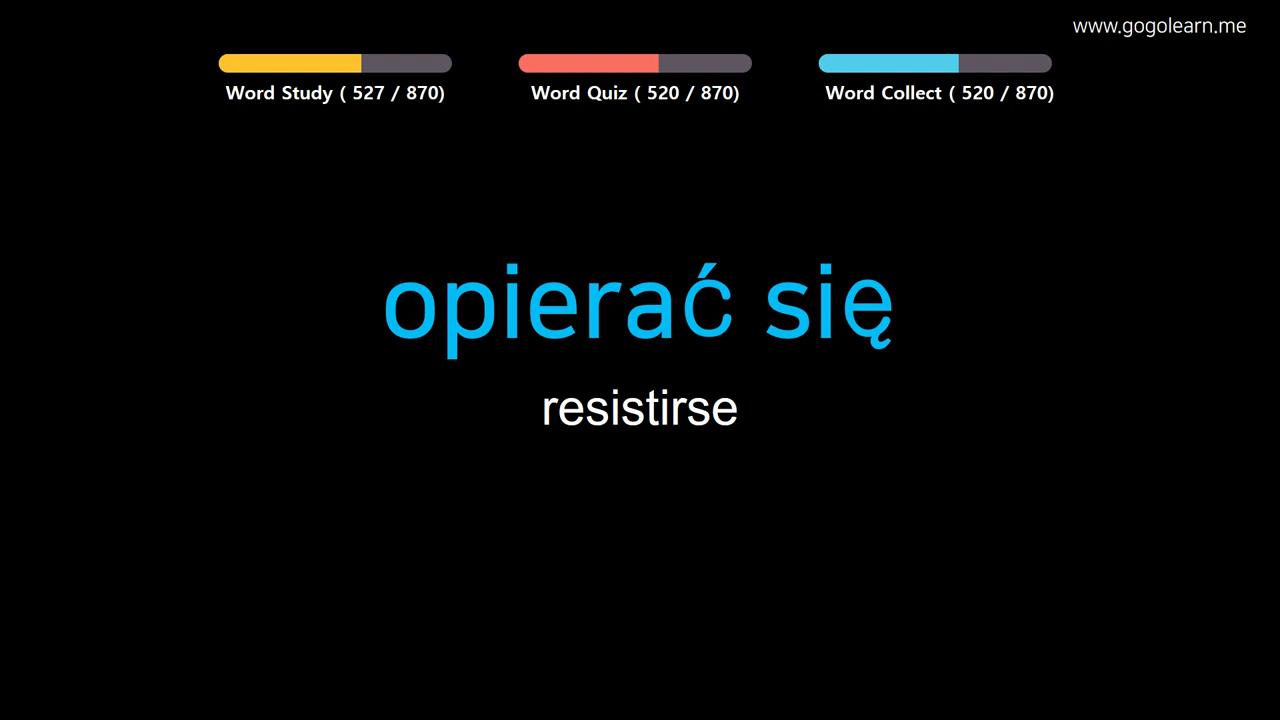 www.gogolearn.me
Word Study ( 527 / 870)
Word Quiz ( 520 / 870)
Word Collect ( 520 / 870)
opierać się
resistirse